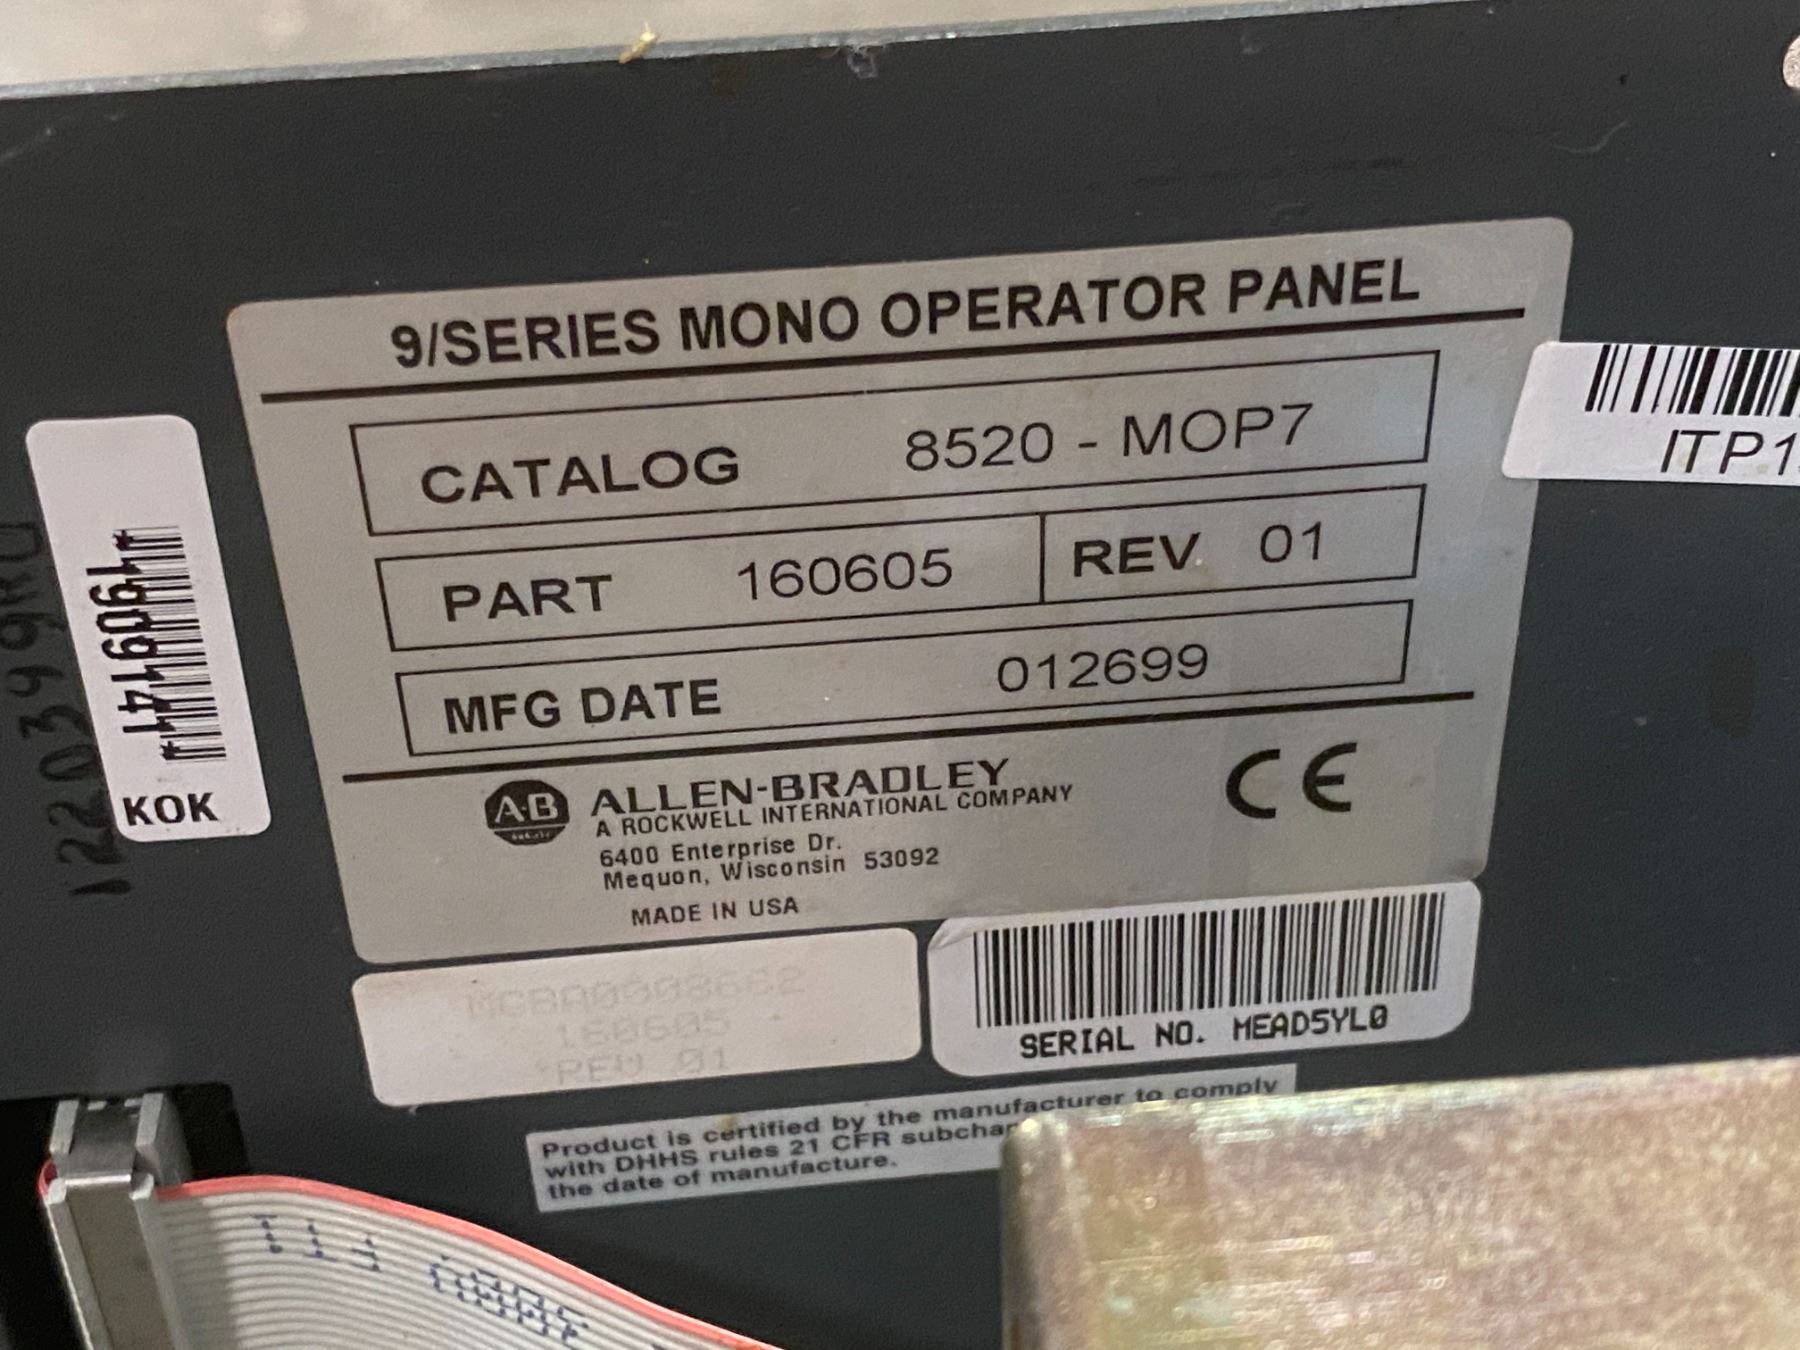 9/SERIES MONO OPERATOR PANEL
CATALOG 8520 - MOP7
PART 160605 REV. 01
MFG DATE 012699
A-B ALLEN-BRADLEY
A ROCKWELL INTERNATIONAL COMPANY
6400 Enterprise Dr.
Mequon, Wisconsin 53092
MADE IN USA
CE
160605
REV 01
SERIAL NO. MEAD5YL0
Product is certified by the manufacturer to comply
with DHHS rules 21 CFR
the date of manufacture.
KOK